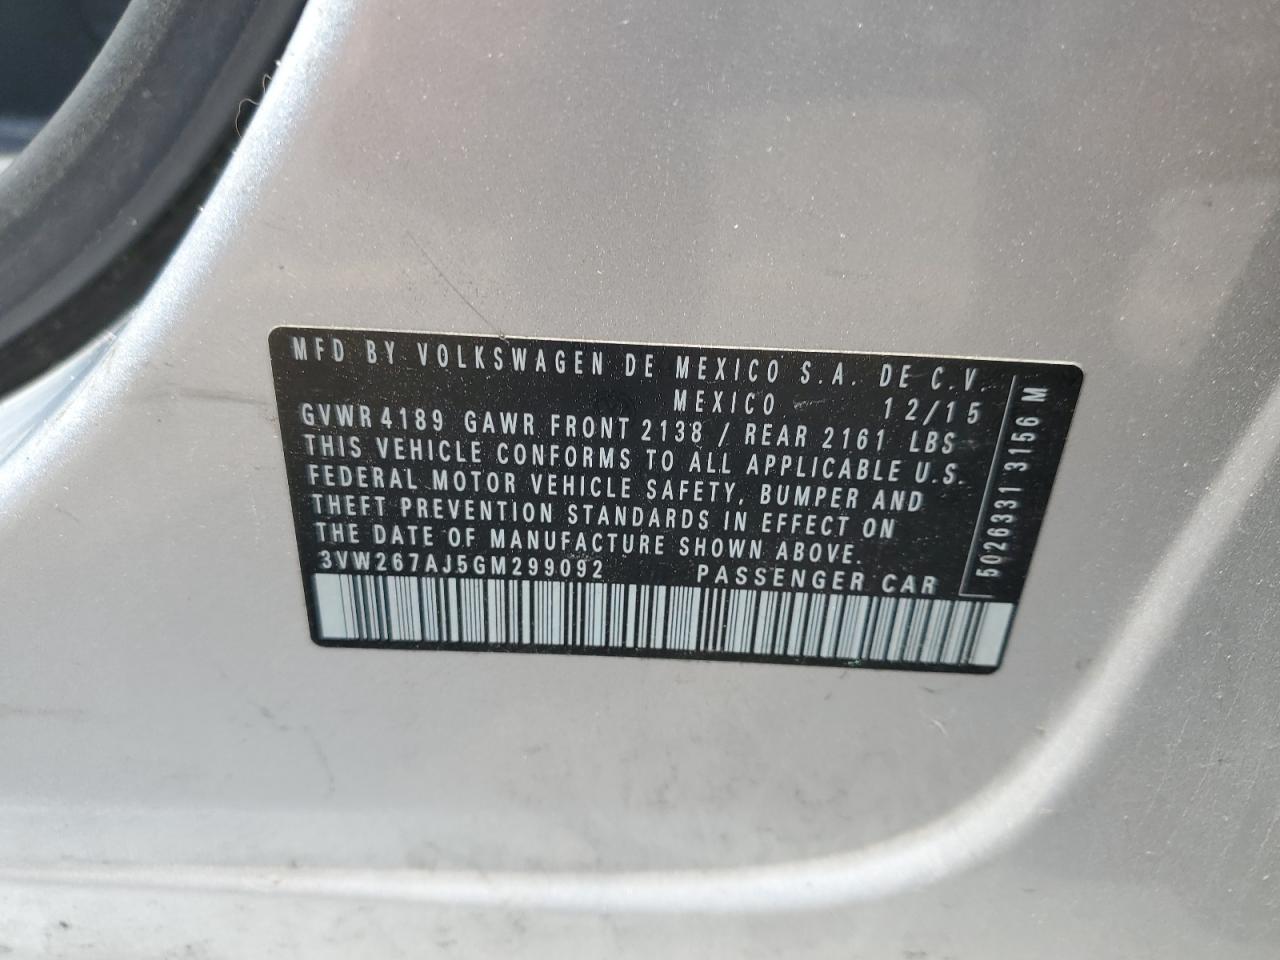 MFD BY VOLKSWAGEN DE MEXICO S.A. DE C.V.
MEXICO 12/15
GVWR 4189 GAWR FRONT 2138 / REAR 2161 LBS
THIS VEHICLE CONFORMS TO ALL APPLICABLE U.S.
FEDERAL MOTOR VEHICLE SAFETY, BUMPER AND
THEFT PREVENTION STANDARDS IN EFFECT ON
THE DATE OF MANUFACTURE SHOWN ABOVE.
3VW267AJ5GM299092 PASSENGER CAR
5026331 3156 M